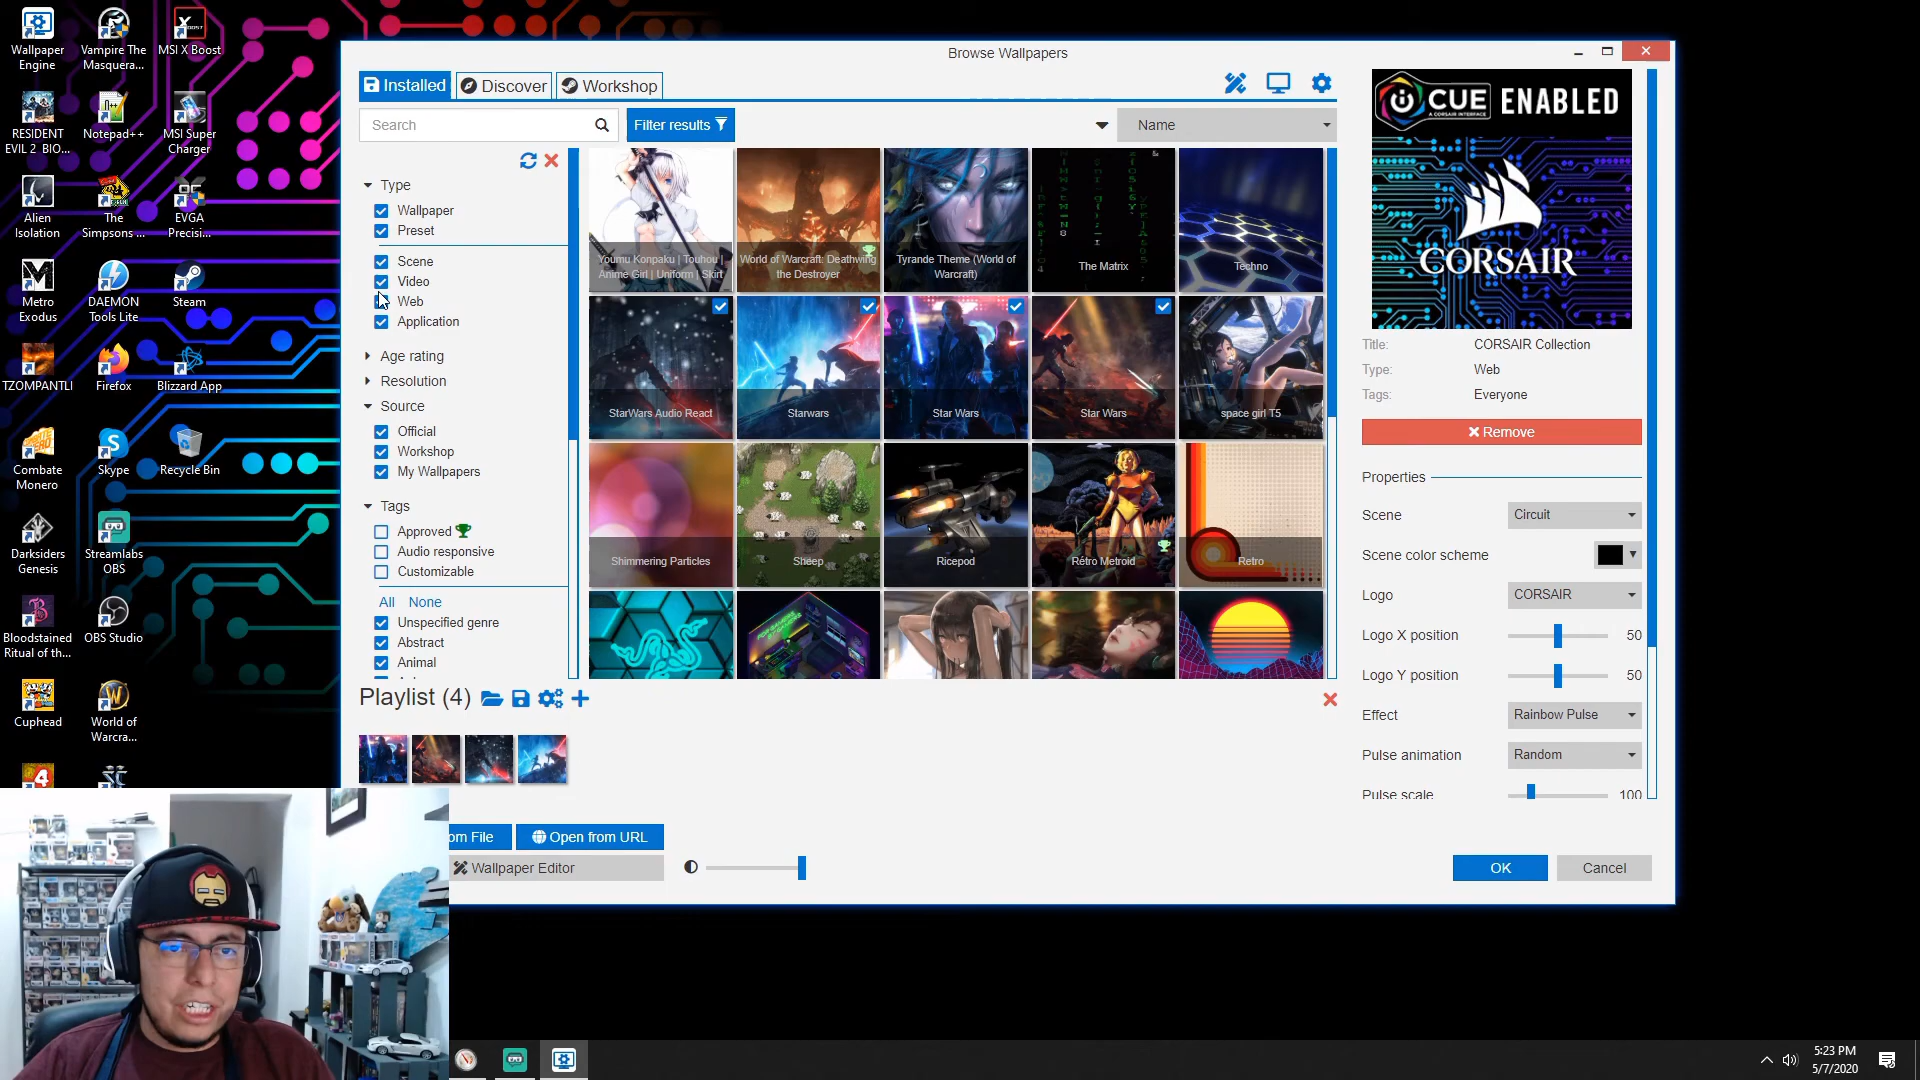 Wallpaper
Engine
Vampire The
Masquera...
MSI X Boost
RESIDENT
EVIL 2 BIO...
Notepad++
MSI Super
Charger
Alien
Isolation
The
Simpsons ...
EVGA
Precisi...
Metro
Exodus
DAEMON
Tools Lite
Steam
TZOMPANTLI
Firefox
Blizzard App
Combate
Monero
Skype
Recycle Bin
Darksiders
Genesis
Streamlabs
OBS
Bloodstained
Ritual of th...
OBS Studio
Cuphead
World of
Warcra...
Browse Wallpapers
Installed
Discover
Workshop
Search
Filter results
Name
Type
Wallpaper
Preset
Scene
Video
Web
Application
Age rating
Resolution
Source
Official
Workshop
My Wallpapers
Tags
Approved
Audio responsive
Customizable
All None
Unspecified genre
Abstract
Animal
Youmu Konpaku | Touhou |
Anime Girl | Uniform | Skirt
World of Warcraft: Deathwing
the Destroyer
Tyrande Theme (World of
Warcraft)
The Matrix
Techno
StarWars Audio React
Starwars
Star Wars
Star Wars
space girl T5
Shimmering Particles
Sheep
Ricepod
Rétro Metroid
Retro
Playlist (4)
om File
Open from URL
Wallpaper Editor
OK
Cancel
iCUE ENABLED
A CORSAIR INTERFACE
CORSAIR
Title: CORSAIR Collection
Type: Web
Tags: Everyone
Remove
Properties
Scene Circuit
Scene color scheme
Logo CORSAIR
Logo X position 50
Logo Y position 50
Effect Rainbow Pulse
Pulse animation Random
Pulse scale 100
5:23 PM
5/7/2020